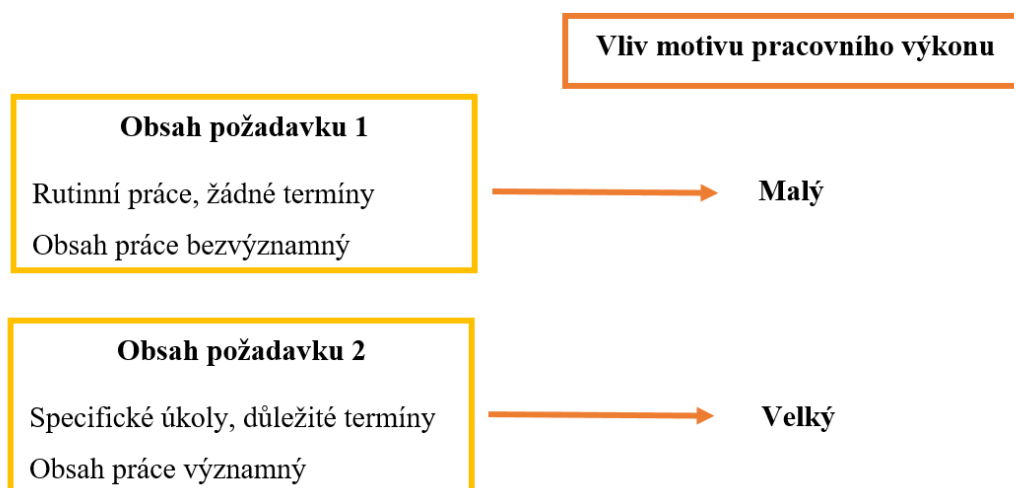 Vliv motivu pracovního výkonu
Obsah požadavku 1
Rutinní práce, žádné termíny
Obsah práce bezvýznamný
Malý
Obsah požadavku 2
Specifické úkoly, důležité termíny
Obsah práce významný
Velký